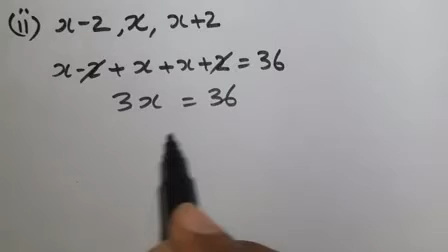 (ii) x-2, x, x+2
x-2+x+x+2=36
3x = 36